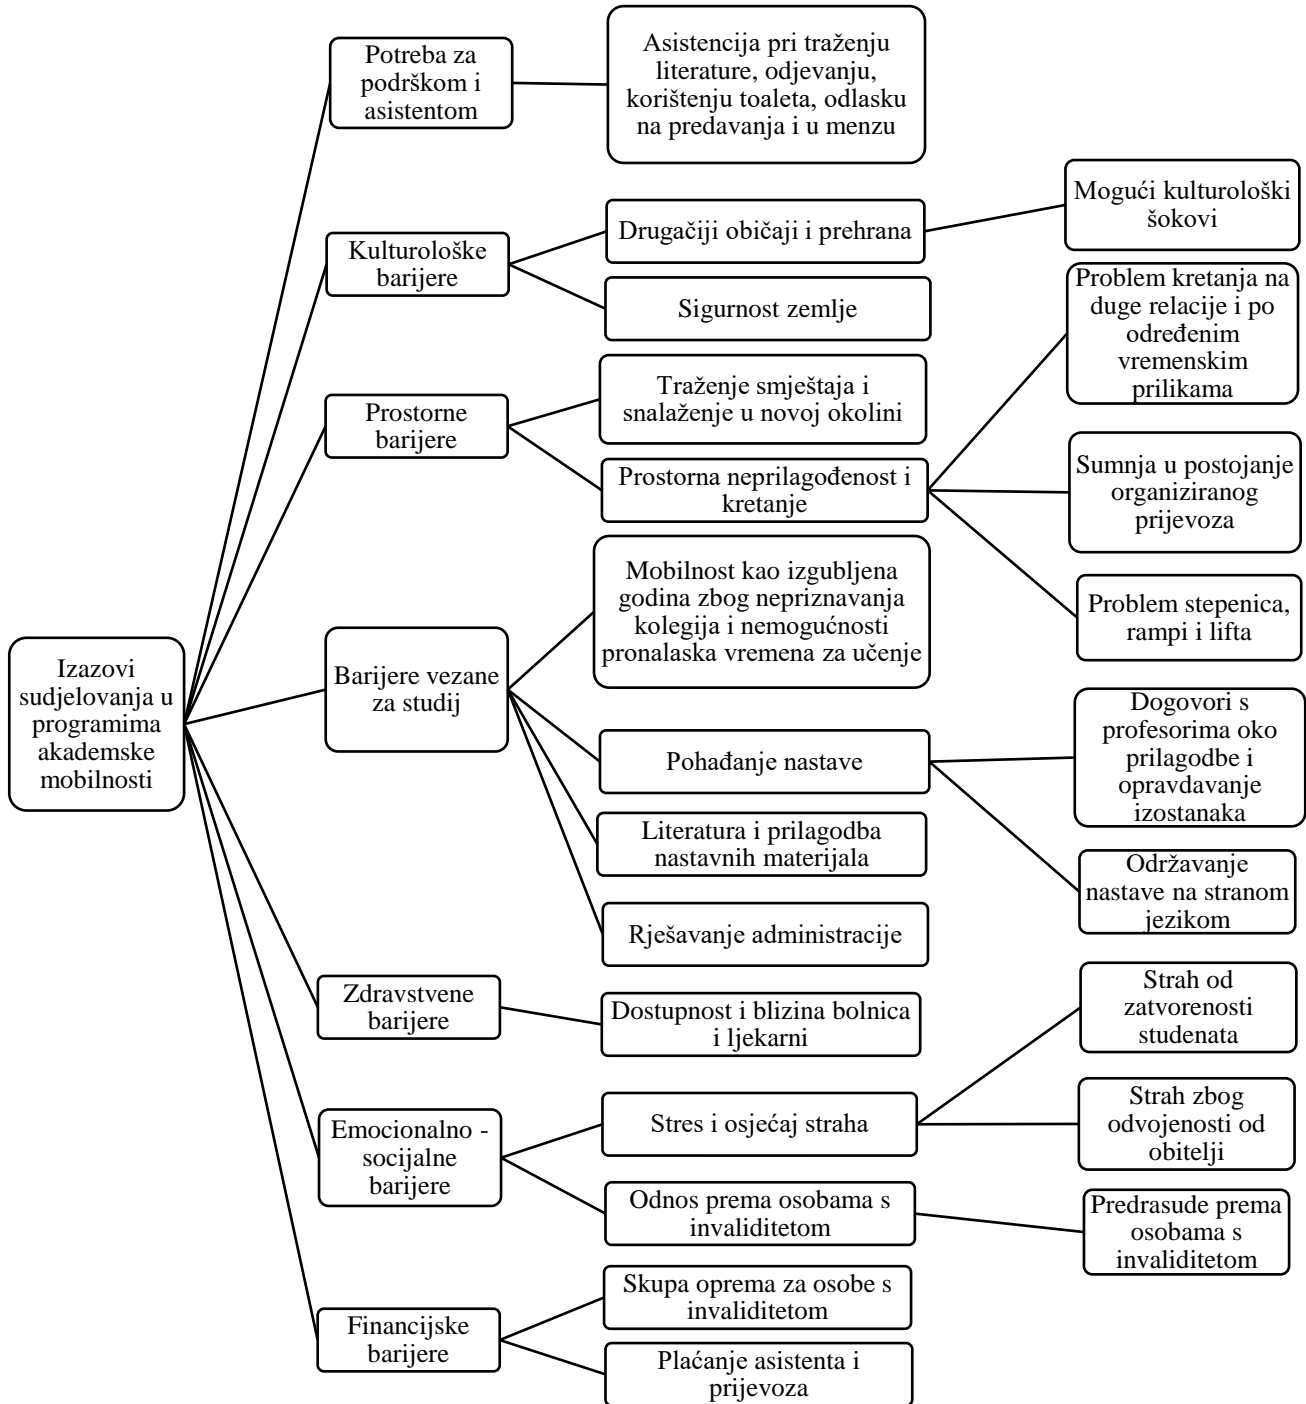 Izazovi
sudjelovanja u
programima
akademske
mobilnosti
Potreba za
podrškom i
asistentom
Asistencija pri traženju
literature, odjevanju,
korištenju toaleta, odlasku
na predavanja i u menzu
Kulturološke
barijere
Drugačiji običaji i prehrana
Mogući kulturološki
šokovi
Sigurnost zemlje
Prostorne
barijere
Traženje smještaja i
snalaženje u novoj okolini
Prostorna neprilagođenost i
kretanje
Problem kretanja na
duge relacije i po
određenim
vremenskim
prilikama
Sumnja u postojanje
organiziranog
prijevoza
Problem stepenica,
rampi i lifta
Barijere vezane
za studij
Mobilnost kao izgubljena
godina zbog nepriznavanja
kolegija i nemogućnosti
pronalaska vremena za učenje
Pohađanje nastave
Dogovori s
profesorima oko
prilagodbe i
opravdavanje
izostanaka
Održavanje
nastave na stranom
jezikom
Literatura i prilagodba
nastavnih materijala
Rješavanje administracije
Zdravstvene
barijere
Dostupnost i blizina bolnica
i ljekarni
Emocionalno -
socijalne
barijere
Stres i osjećaj straha
Strah od
zatvorenosti
studenata
Strah zbog
odvojenosti od
obitelji
Odnos prema osobama s
invaliditetom
Predrasude prema
osobama s
invaliditetom
Financijske
barijere
Skupa oprema za osobe s
invaliditetom
Plaćanje asistenta i
prijevoza